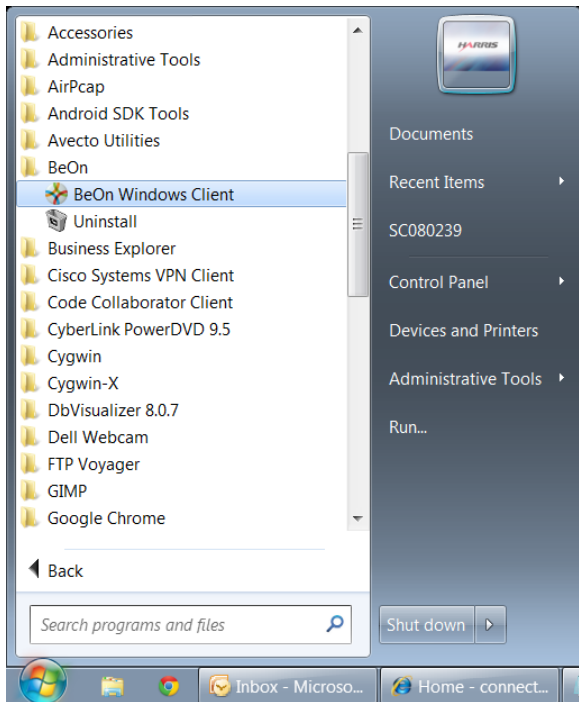 Accessories
Administrative Tools
AirPcap
Android SDK Tools
Avecto Utilities
BeOn
BeOn Windows Client
Uninstall
Business Explorer
Cisco Systems VPN Client
Code Collaborator Client
CyberLink PowerDVD 9.5
Cygwin
Cygwin-X
DbVisualizer 8.0.7
Dell Webcam
FTP Voyager
GIMP
Google Chrome
Back
Search programs and files
HARRIS
Documents
Recent Items
SC080239
Control Panel
Devices and Printers
Administrative Tools
Run...
Shut down
Inbox - Microso...
Home - connect...